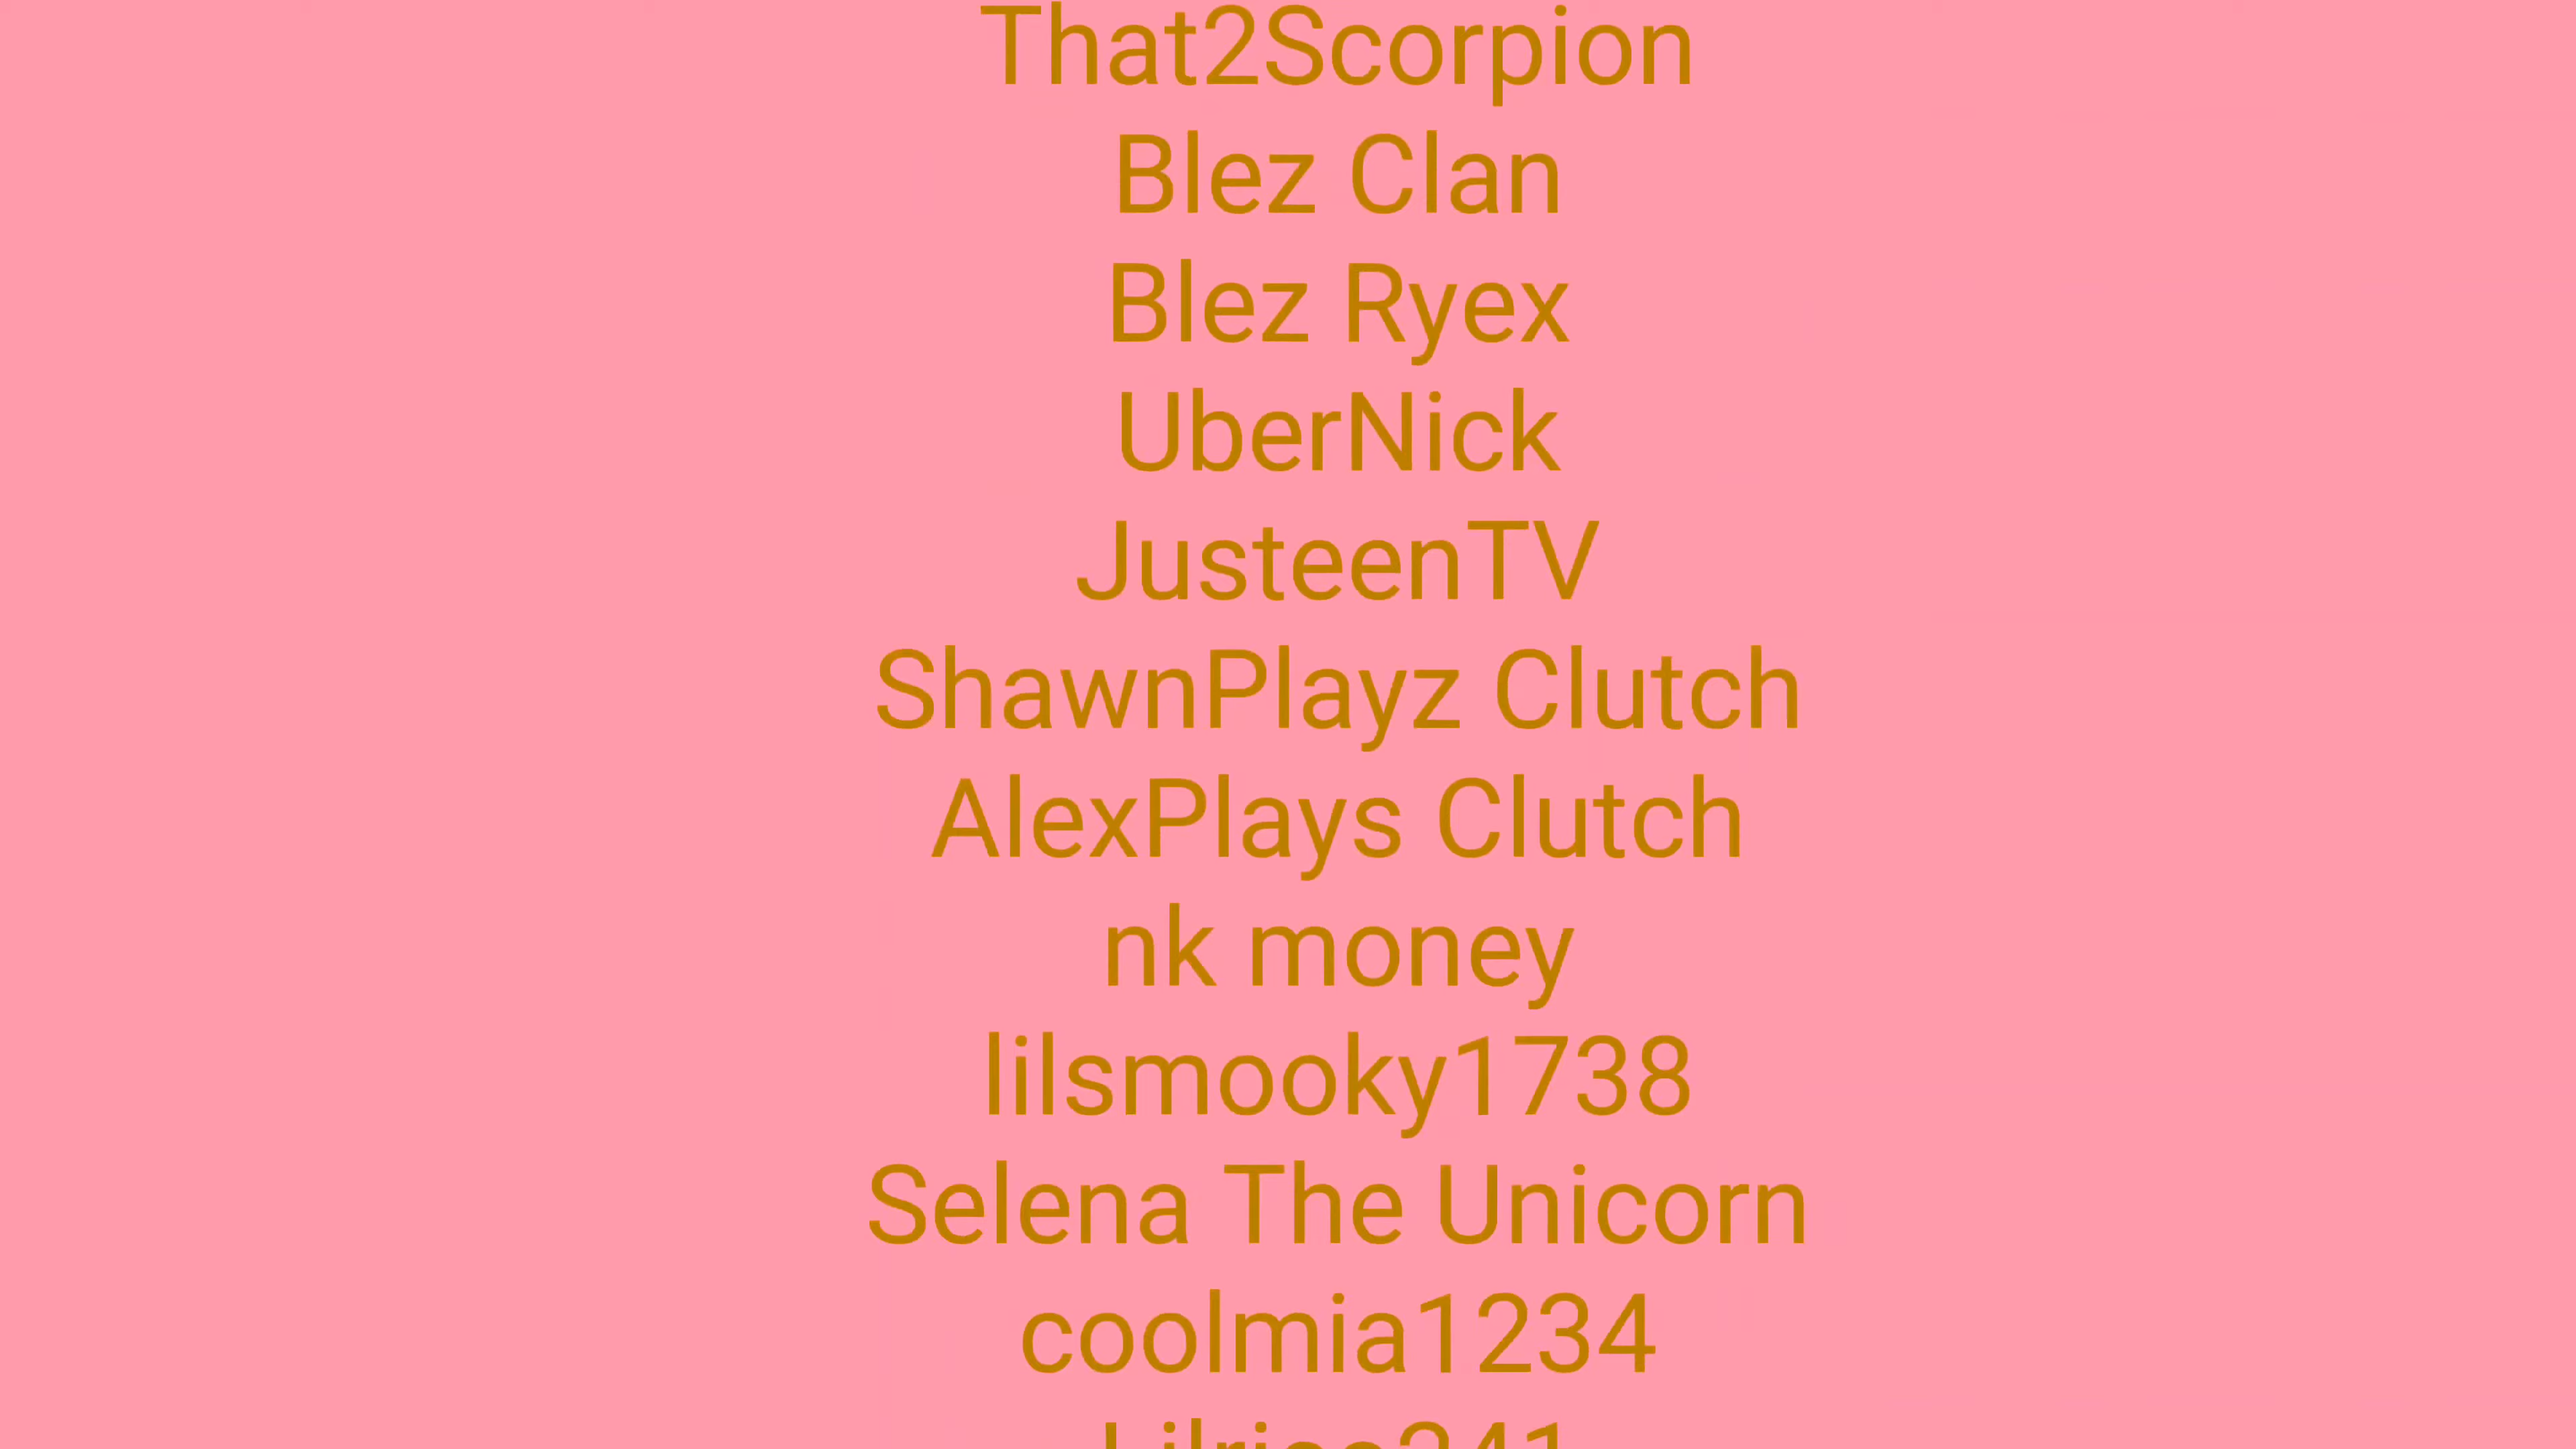 That2Scorpion
Blez Clan
Blez Ryex
UberNick
JusteenTV
ShawnPlayz Clutch
AlexPlays Clutch
nk money
lilsmooky1738
Selena The Unicorn
coolmia1234